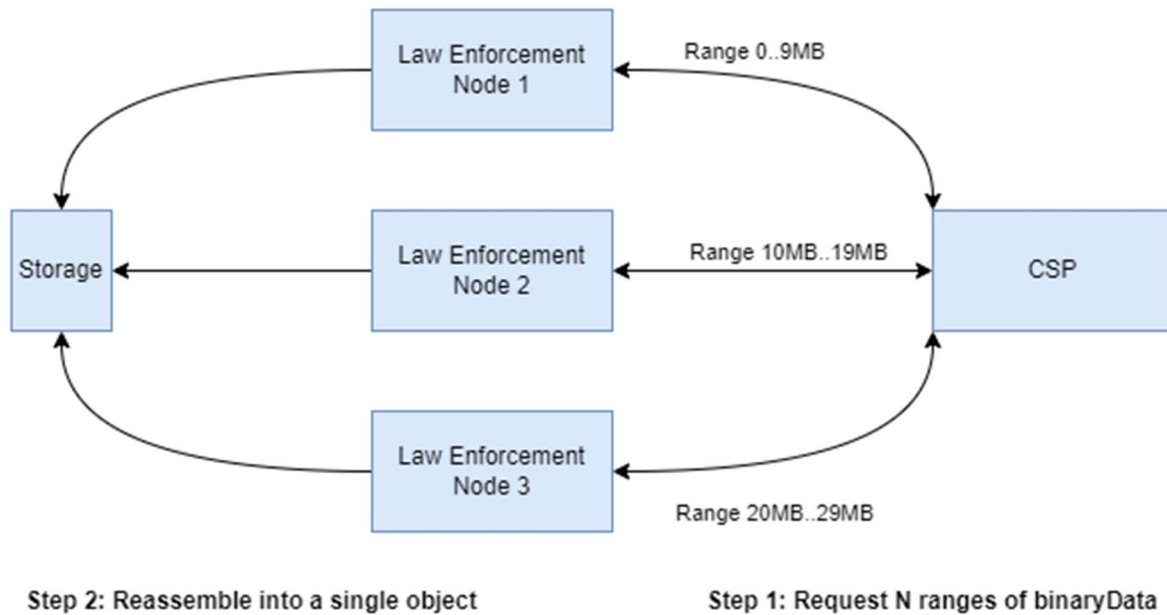 Law Enforcement
Node 1
Range 0..9MB
Storage
Law Enforcement
Node 2
Range 10MB..19MB
CSP
Law Enforcement
Node 3
Range 20MB..29MB
Step 2: Reassemble into a single object
Step 1: Request N ranges of binaryData